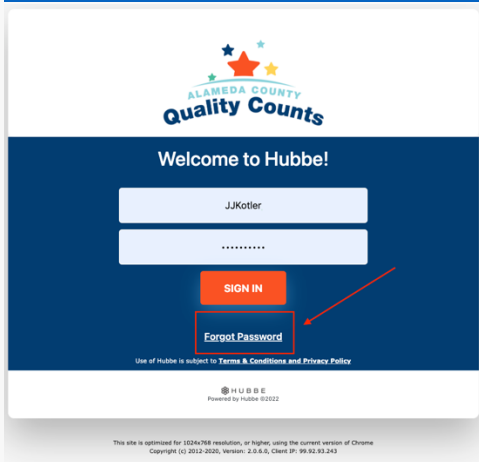 ALAMEDA COUNTY
Quality Counts
Welcome to Hubbe!
JJKotler
••••••••••
SIGN IN
Forgot Password
Use of Hubbe is subject to Terms & Conditions and Privacy Policy
HUBBE
Powered by Hubbe ©2022
This site is optimized for 1024x768 resolution, or higher, using the current version of Chrome
Copyright (c) 2012-2020, Version: 2.0.6.0, Client IP: 99.92.93.243